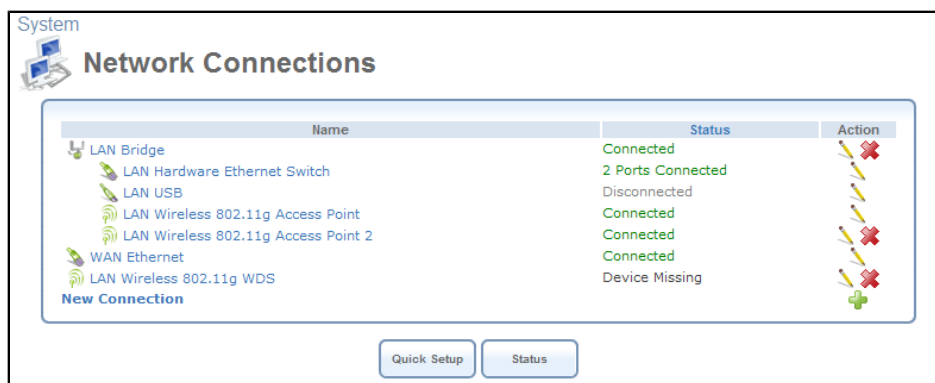 System
Network Connections
Name Status Action
LAN Bridge Connected
LAN Hardware Ethernet Switch 2 Ports Connected
LAN USB Disconnected
LAN Wireless 802.11g Access Point Connected
LAN Wireless 802.11g Access Point 2 Connected
WAN Ethernet Connected
LAN Wireless 802.11g WDS Device Missing
New Connection
Quick Setup Status